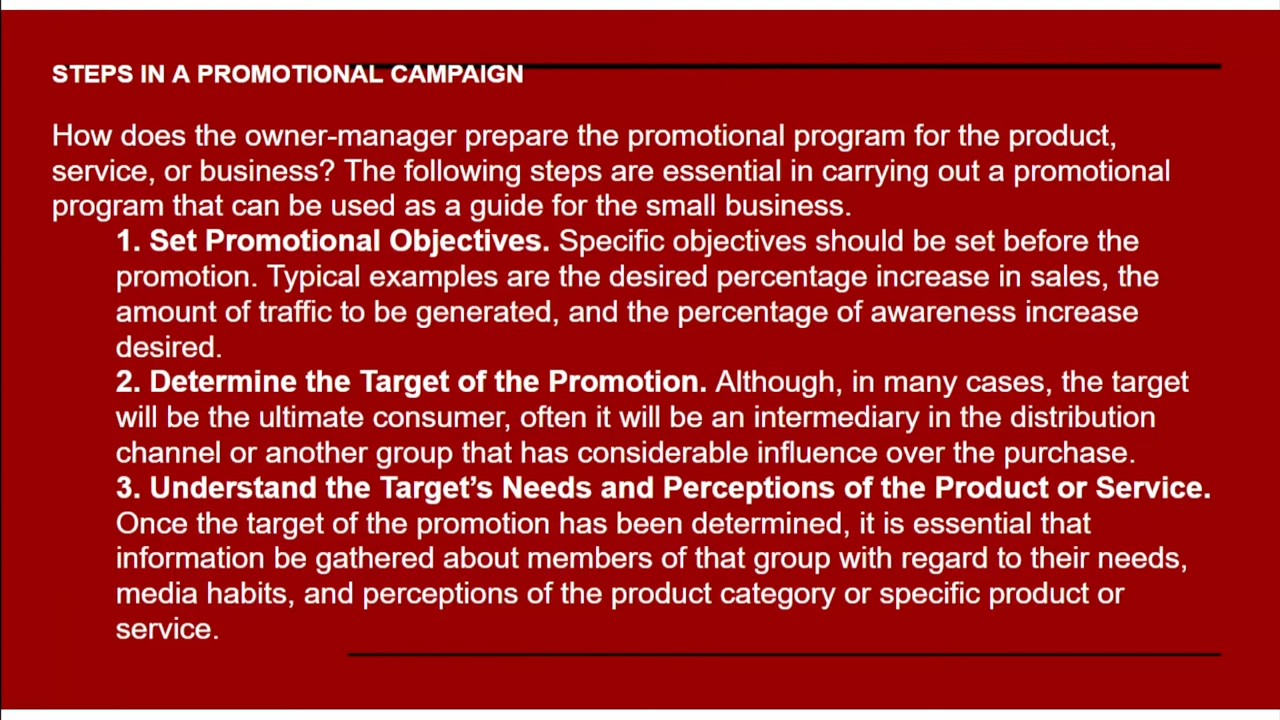 STEPS IN A PROMOTIONAL CAMPAIGN
How does the owner-manager prepare the promotional program for the product,
service, or business? The following steps are essential in carrying out a promotional
program that can be used as a guide for the small business.
1. Set Promotional Objectives. Specific objectives should be set before the
promotion. Typical examples are the desired percentage increase in sales, the
amount of traffic to be generated, and the percentage of awareness increase
desired.
2. Determine the Target of the Promotion. Although, in many cases, the target
will be the ultimate consumer, often it will be an intermediary in the distribution
channel or another group that has considerable influence over the purchase.
3. Understand the Target’s Needs and Perceptions of the Product or Service.
Once the target of the promotion has been determined, it is essential that
information be gathered about members of that group with regard to their needs,
media habits, and perceptions of the product category or specific product or
service.